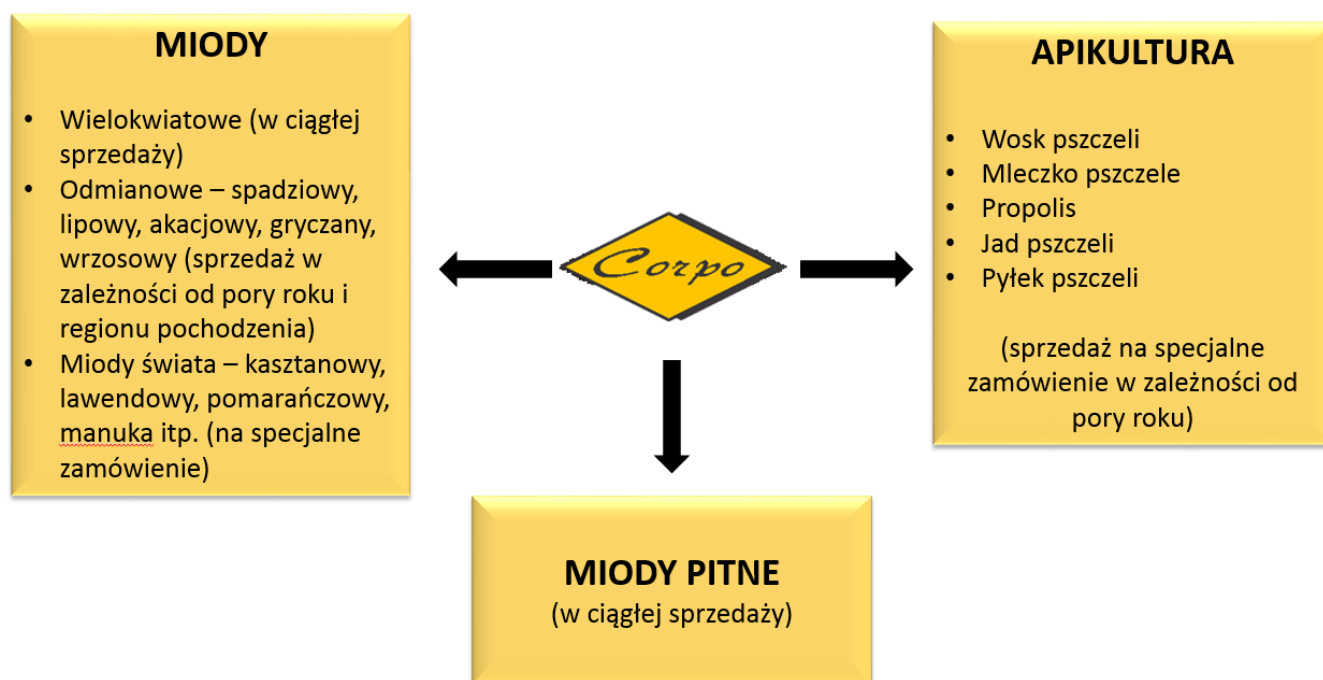 MIODY
• Wielokwiatowe (w ciągłej
sprzedaży)
• Odmianowe – spadziowy,
lipowy, akacjowy, gryczany,
wrzosowy (sprzedaż w
zależności od pory roku i
regionu pochodzenia)
• Miody świata – kasztanowy,
lawendowy, pomarańczowy,
manuka itp. (na specjalne
zamówienie)
Corpo
APIKULTURA
• Wosk pszczeli
• Mleczko pszczele
• Propolis
• Jad pszczeli
• Pyłek pszczeli
(sprzedaż na specjalne
zamówienie w zależności od
pory roku)
MIODY PITNE
(w ciągłej sprzedaży)